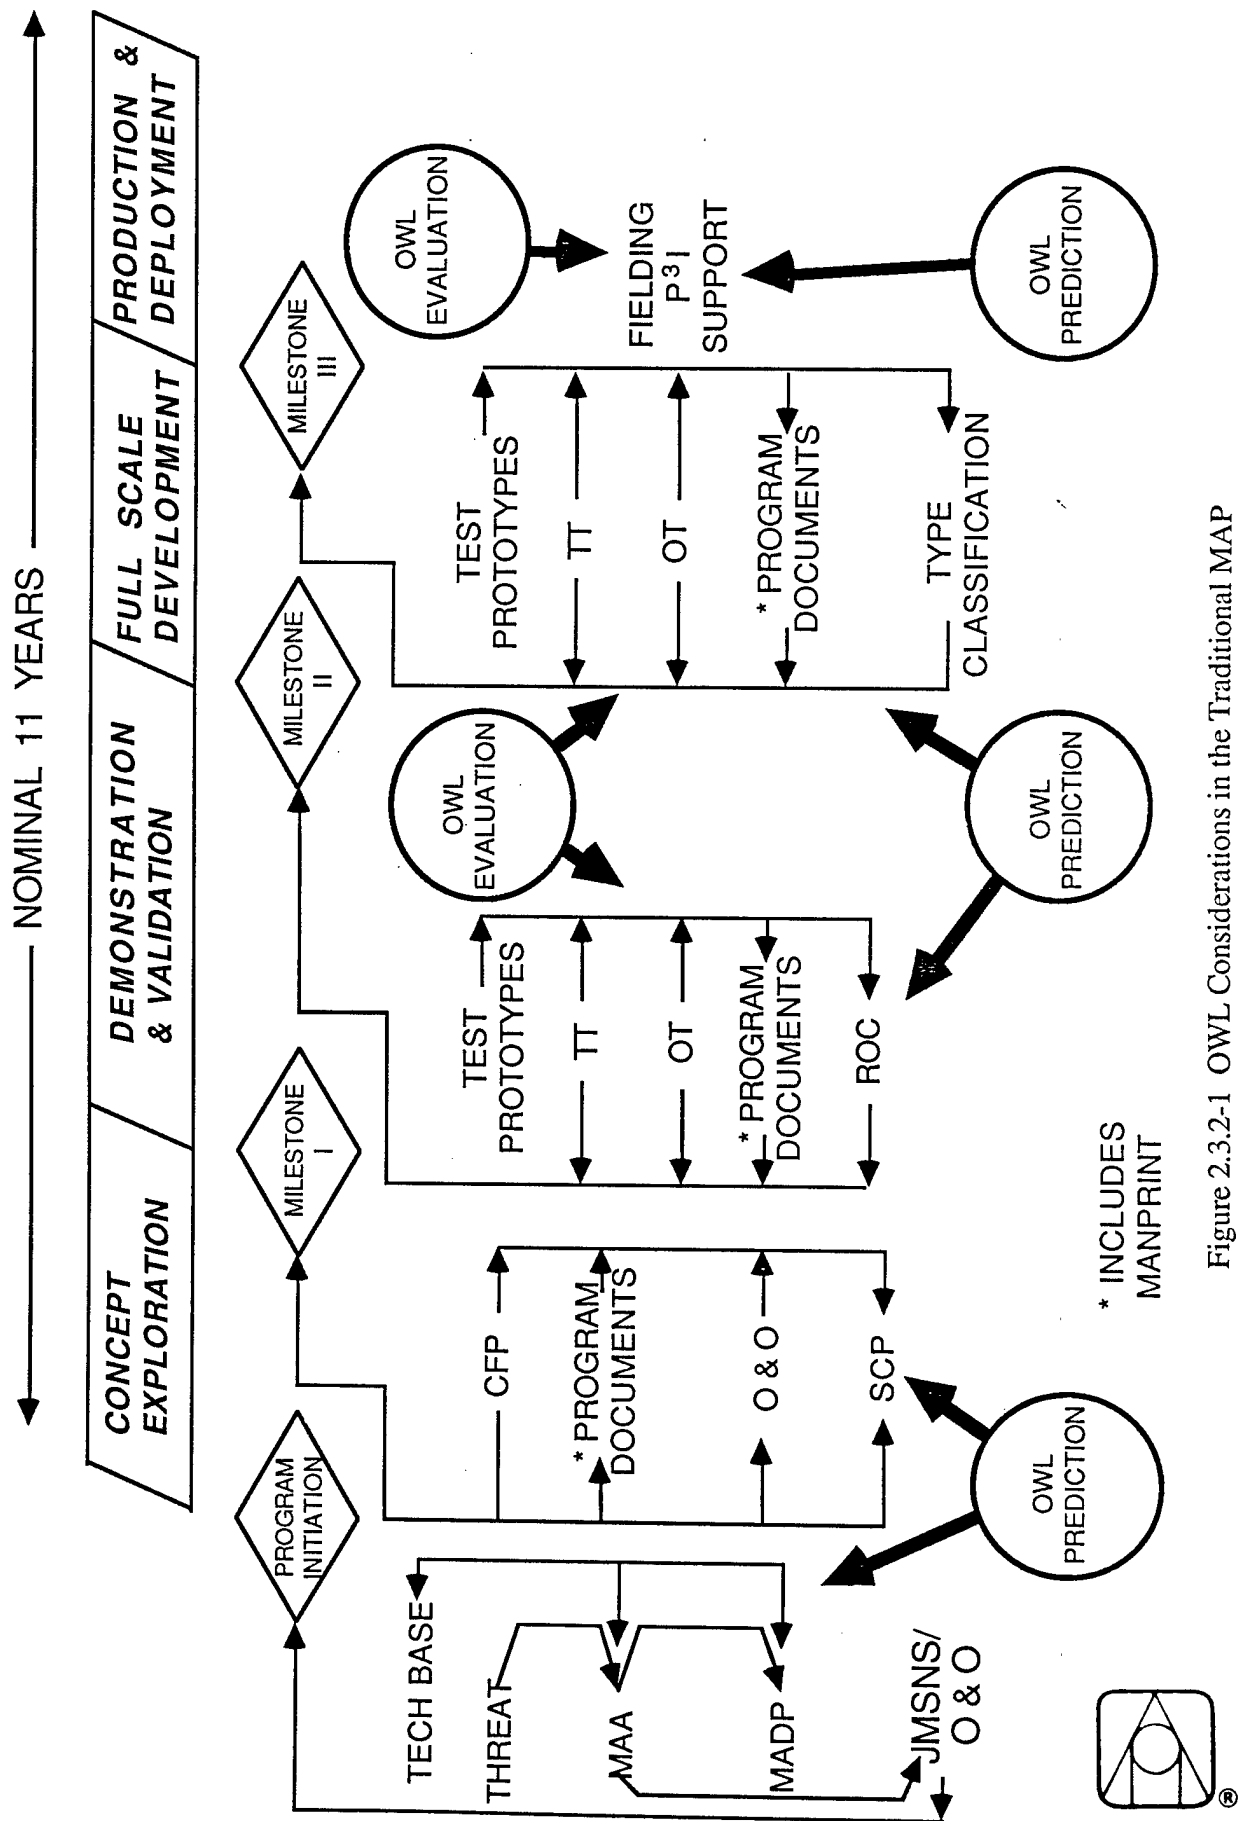 NOMINAL 11 YEARS
CONCEPT
EXPLORATION
DEMONSTRATION
& VALIDATION
FULL SCALE
DEVELOPMENT
PRODUCTION &
DEPLOYMENT
PROGRAM
INITIATION
MILESTONE
I
MILESTONE
II
MILESTONE
III
TECH BASE
THREAT
MAA
MADP
JMSNS/
O & O
CFP
* PROGRAM
DOCUMENTS
O & O
SCP
OWL
PREDICTION
TEST
PROTOTYPES
TT
OT
* PROGRAM
DOCUMENTS
ROC
OWL
EVALUATION
OWL
PREDICTION
TEST
PROTOTYPES
TT
OT
* PROGRAM
DOCUMENTS
TYPE
CLASSIFICATION
OWL
EVALUATION
FIELDING
P³I
SUPPORT
OWL
PREDICTION
* INCLUDES
MANPRINT
®
Figure 2.3.2-1 OWL Considerations in the Traditional MAP